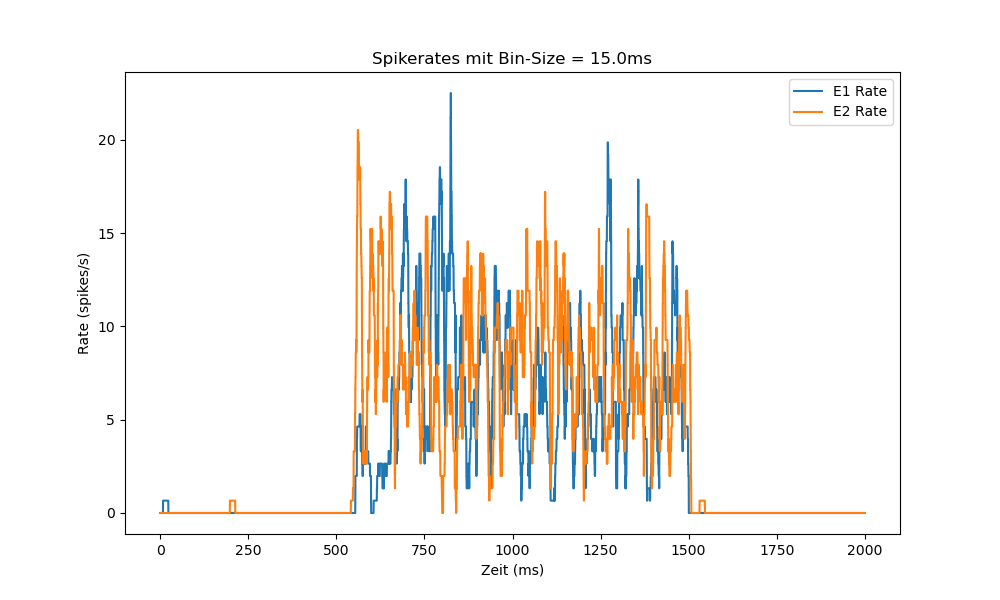 Spikerates mit Bin-Size = 15.0ms
E1 Rate
E2 Rate
Rate (spikes/s)
20
15
10
5
0
0 250 500 750 1000 1250 1500 1750 2000
Zeit (ms)